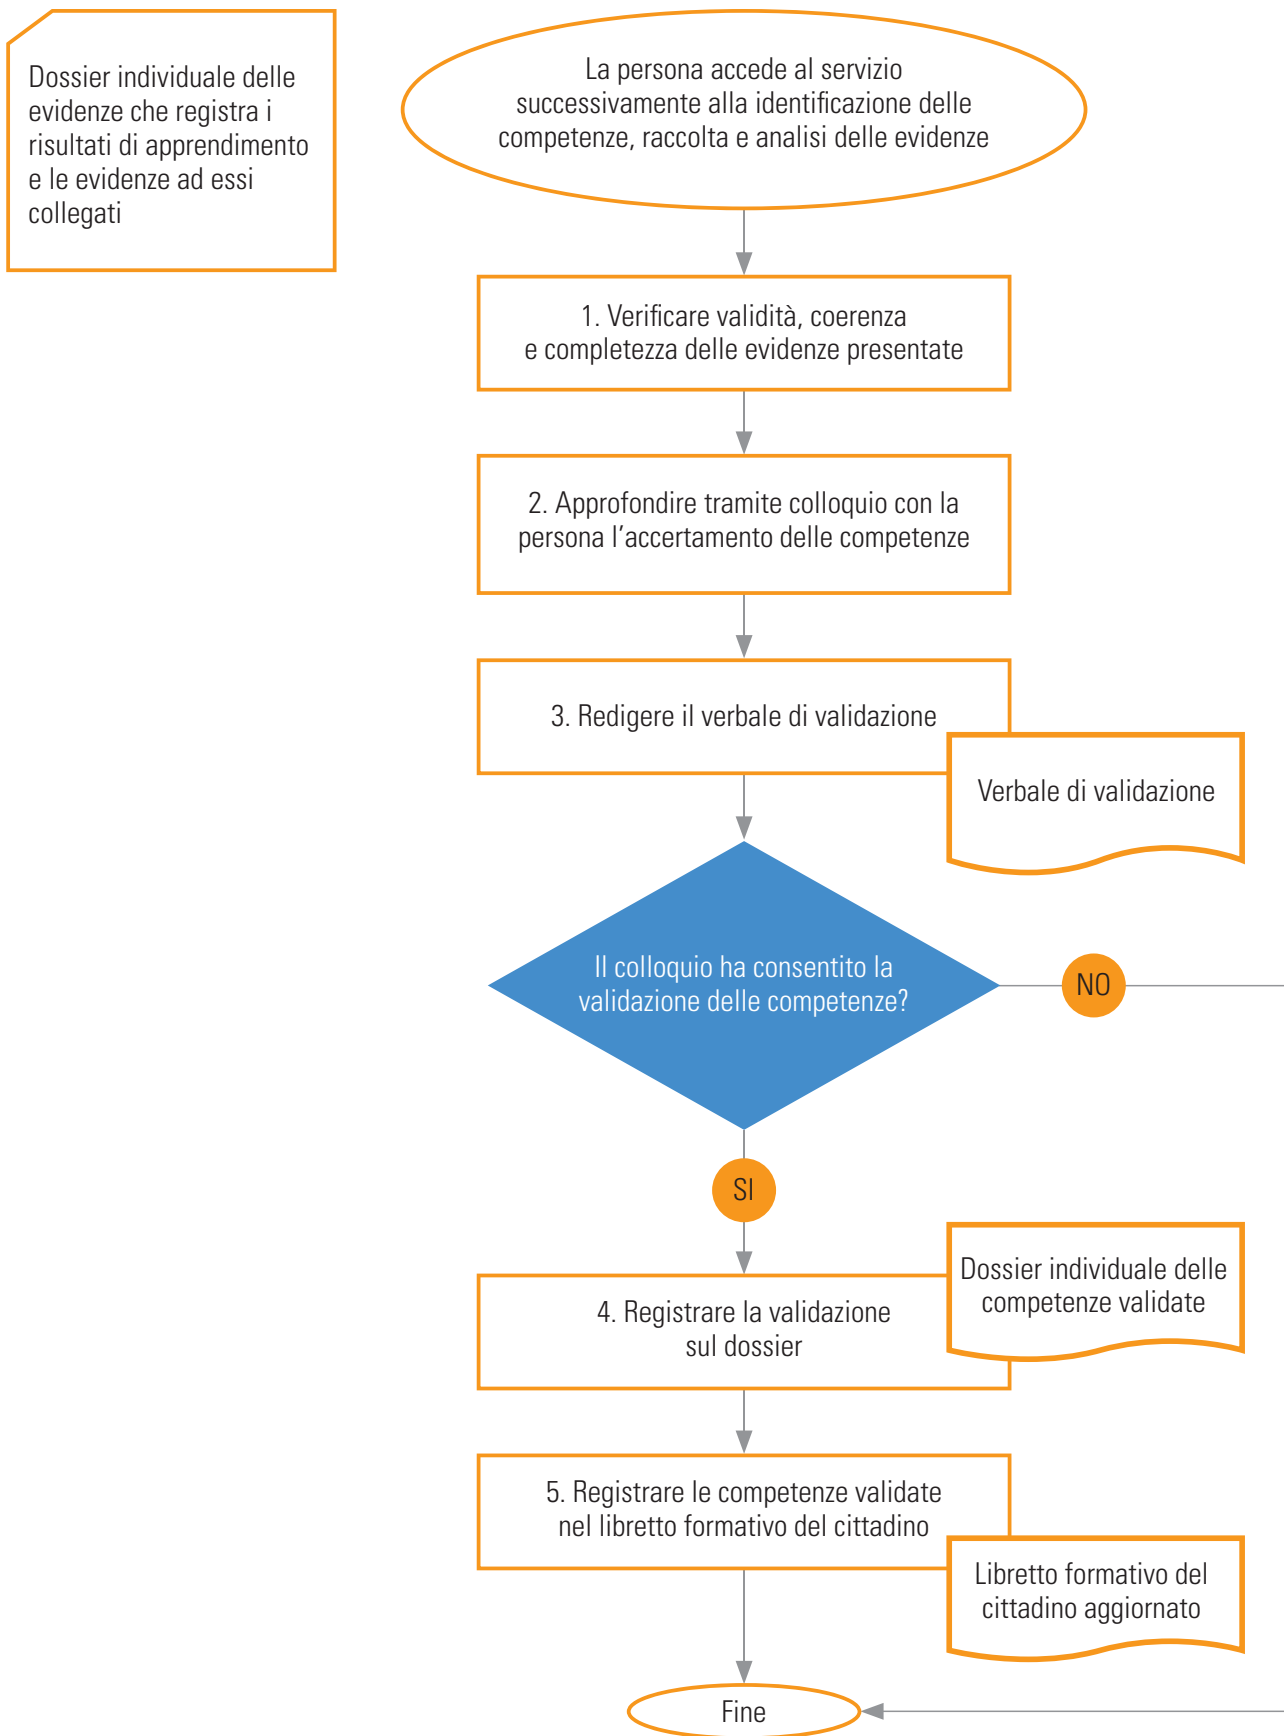 Dossier individuale delle
evidenze che registra i
risultati di apprendimento
e le evidenze ad essi
collegati
La persona accede al servizio
successivamente alla identificazione delle
competenze, raccolta e analisi delle evidenze
1. Verificare validità, coerenza
e completezza delle evidenze presentate
2. Approfondire tramite colloquio con la
persona l’accertamento delle competenze
3. Redigere il verbale di validazione
Verbale di validazione
Il colloquio ha consentito la
validazione delle competenze?
NO
SI
Dossier individuale delle
competenze validate
4. Registrare la validazione
sul dossier
5. Registrare le competenze validate
nel libretto formativo del cittadino
Libretto formativo del
cittadino aggiornato
Fine